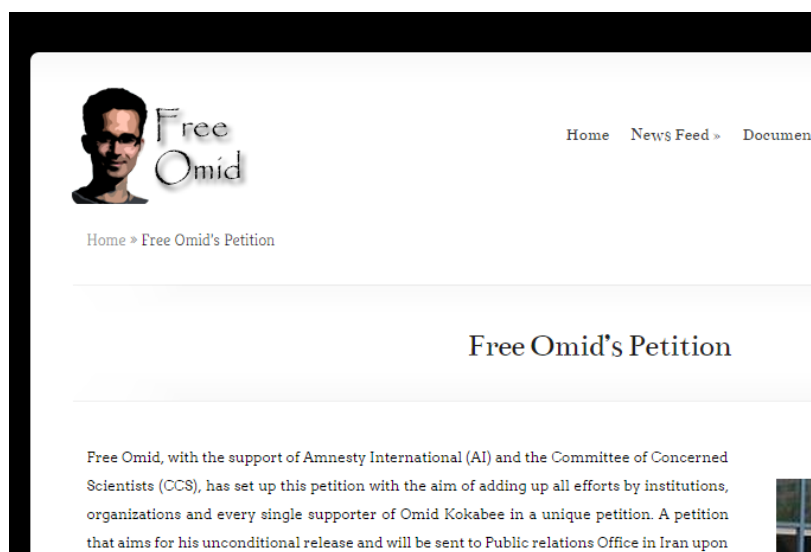 Free
Omid
Home News Feed » Documen
Home » Free Omid's Petition
Free Omid's Petition
Free Omid, with the support of Amnesty International (AI) and the Committee of Concerned
Scientists (CCS), has set up this petition with the aim of adding up all efforts by institutions,
organizations and every single supporter of Omid Kokabee in a unique petition. A petition
that aims for his unconditional release and will be sent to Public relations Office in Iran upon